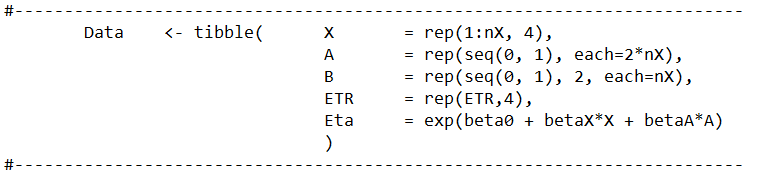 #-------------------------------------------------------------------------
Data <- tibble( X = rep(1:nX, 4),
A = rep(seq(0, 1), each=2*nX),
B = rep(seq(0, 1), 2, each=nX),
ETR = rep(ETR,4),
Eta = exp(beta0 + betaX*X + betaA*A)
)
#-------------------------------------------------------------------------